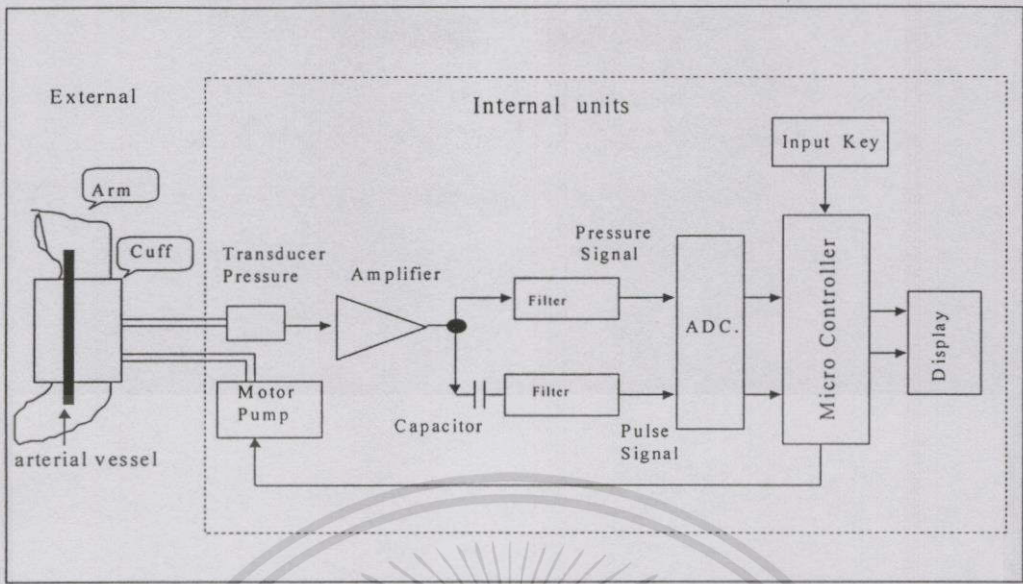 External
Internal units
Input Key
Arm
Cuff
Transducer
Pressure
Amplifier
Pressure
Signal
Filter
ADC.
Micro Controller
Display
Motor
Pump
Capacitor
Filter
Pulse
Signal
arterial vessel